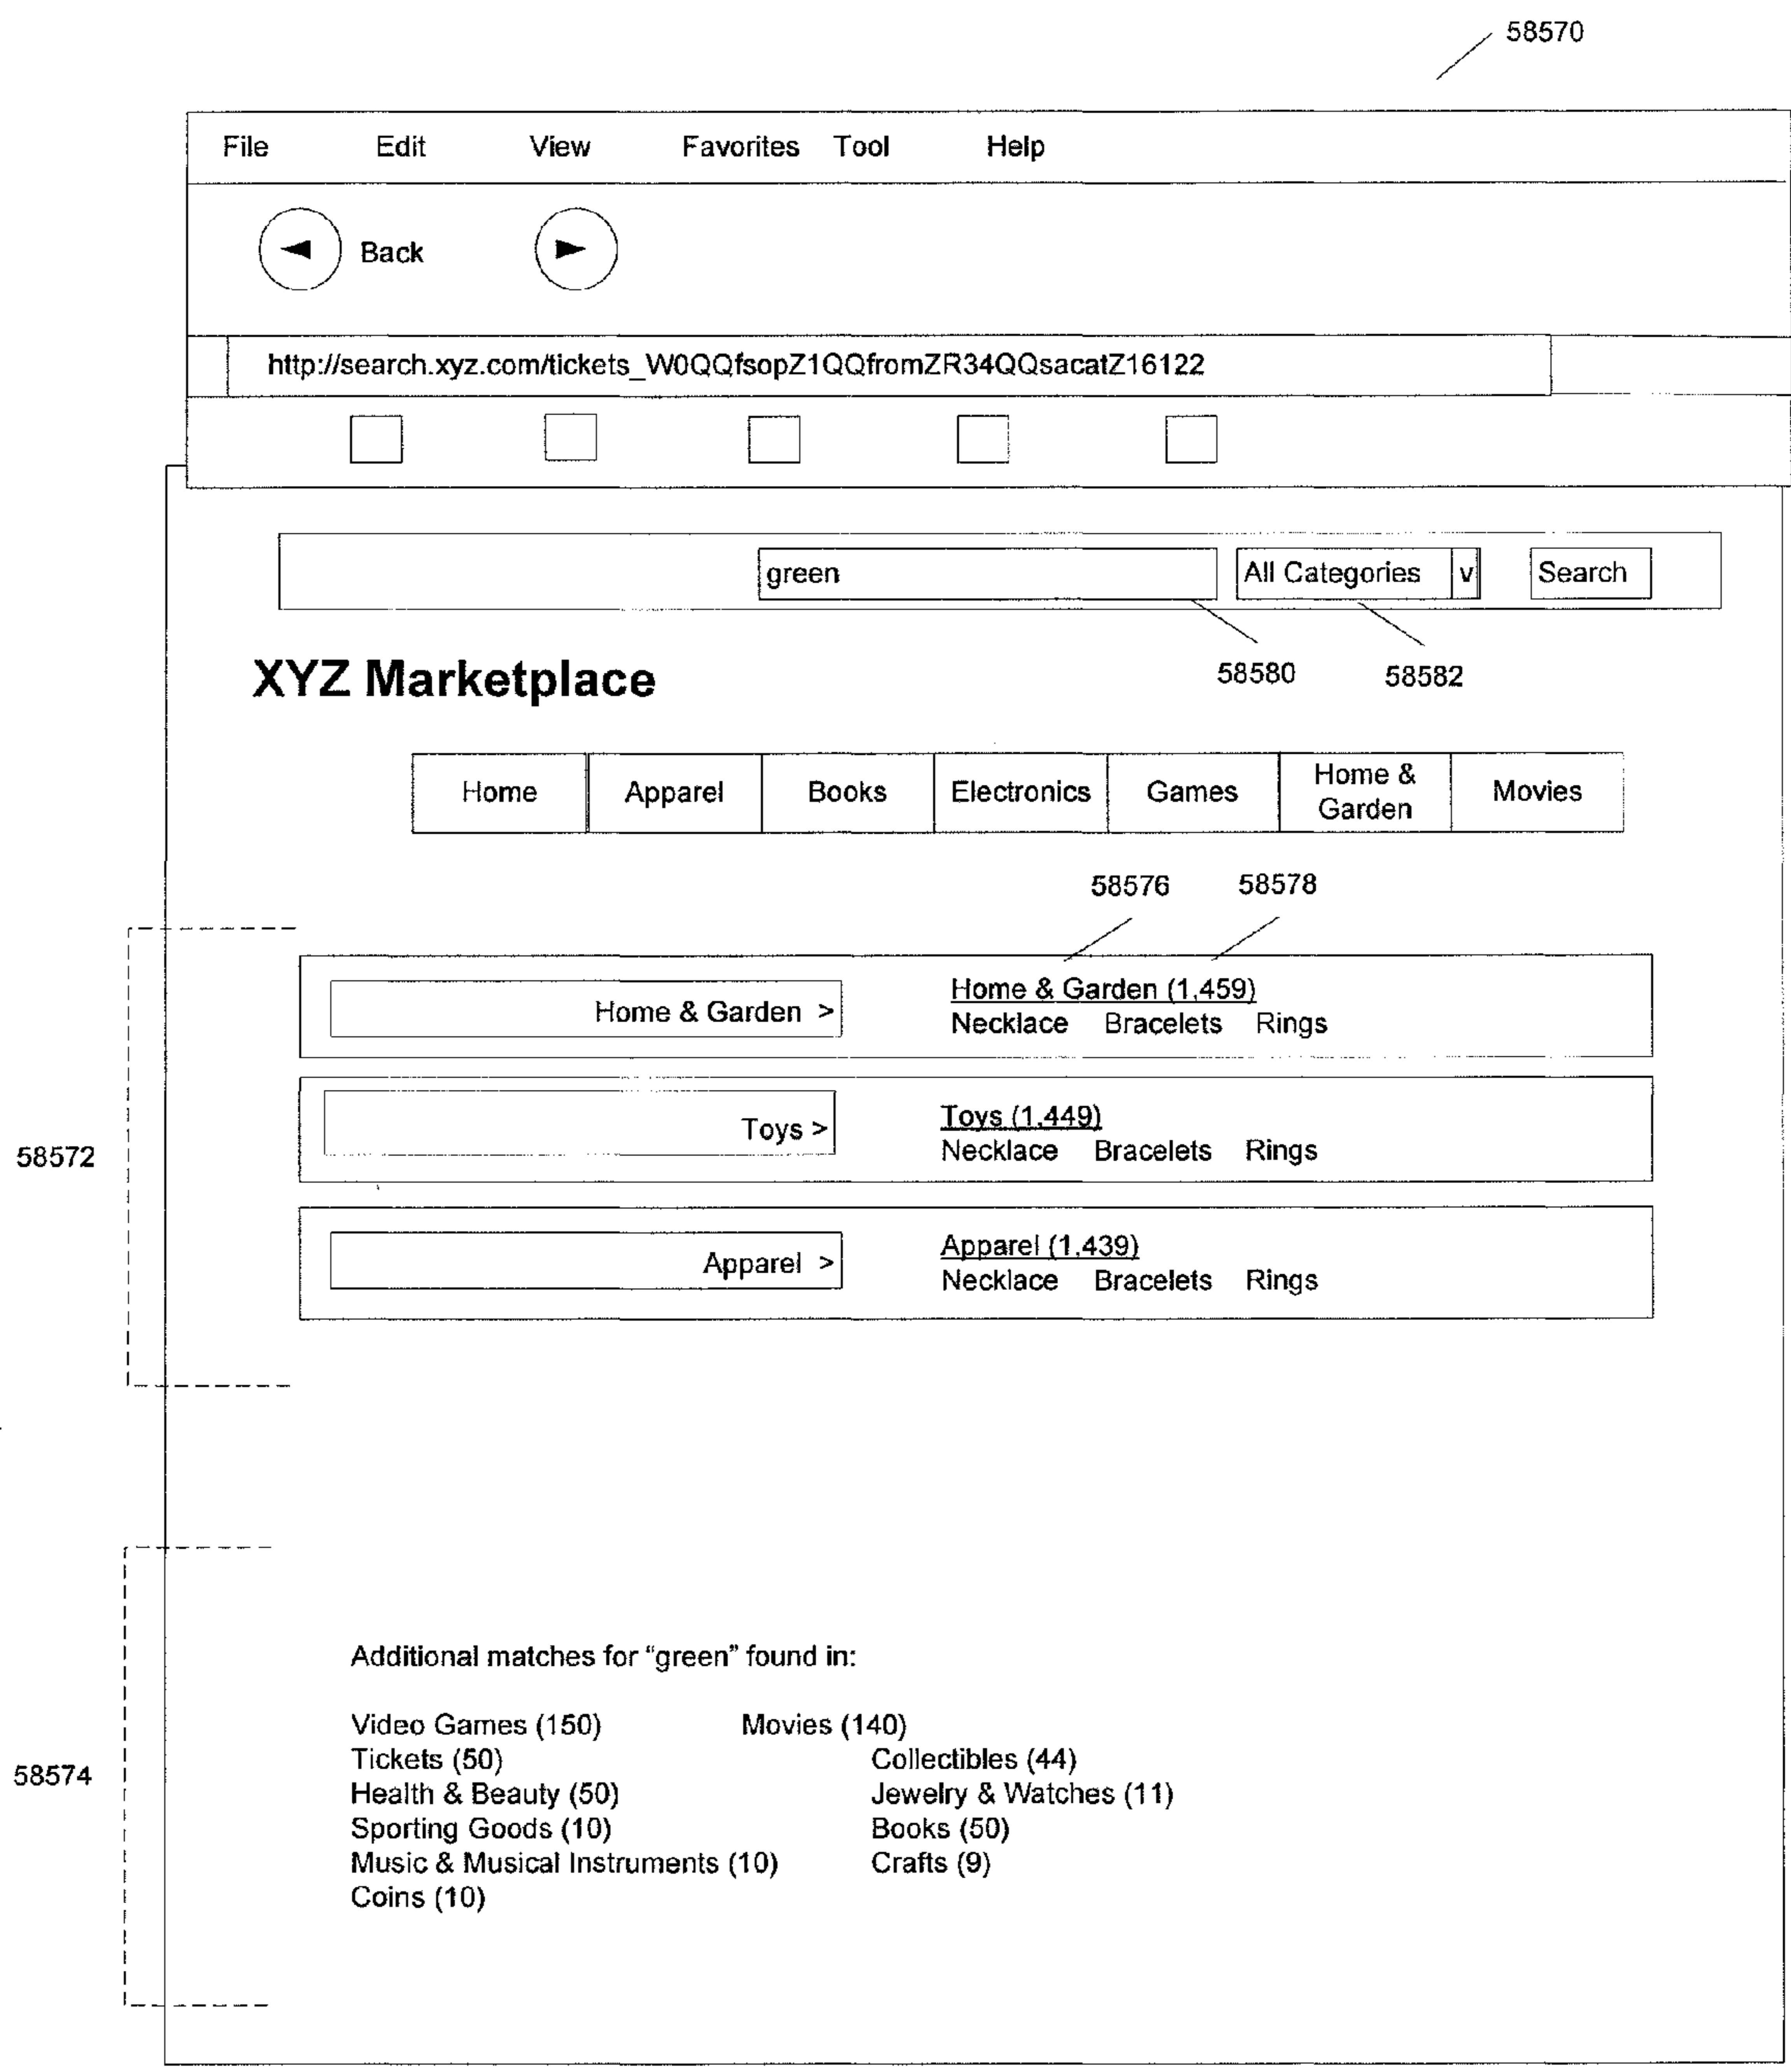 58570
File Edit View Favorites Tool Help
Back
http://search.xyz.com/tickets_W0QQfsopZ1QQfromZR34QQsacatZ16122
green All Categories v Search
58580 58582
XYZ Marketplace
Home Apparel Books Electronics Games Home & Garden Movies
58576 58578
Home & Garden > Home & Garden (1,459)
Necklace Bracelets Rings
58572
Toys > Toys (1,449)
Necklace Bracelets Rings
Apparel > Apparel (1,439)
Necklace Bracelets Rings
58574
Additional matches for “green” found in:
Video Games (150) Movies (140)
Tickets (50) Collectibles (44)
Health & Beauty (50) Jewelry & Watches (11)
Sporting Goods (10) Books (50)
Music & Musical Instruments (10) Crafts (9)
Coins (10)